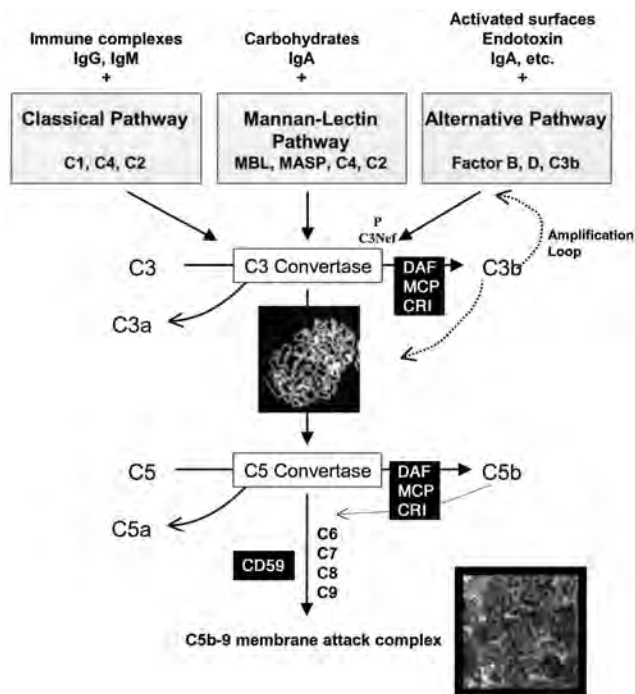 Immune complexes
IgG, IgM
+
Carbohydrates
IgA
+
Activated surfaces
Endotoxin
IgA, etc.
+
Classical Pathway
C1, C4, C2
Mannan-Lectin
Pathway
MBL, MASP, C4, C2
Alternative Pathway
Factor B, D, C3b
P
C3Nef
Amplification
Loop
C3
C3 Convertase
DAF
MCP
CRI
C3b
C3a
C5
C5 Convertase
DAF
MCP
CRI
C5b
C5a
CD59
C6
C7
C8
C9
C5b-9 membrane attack complex